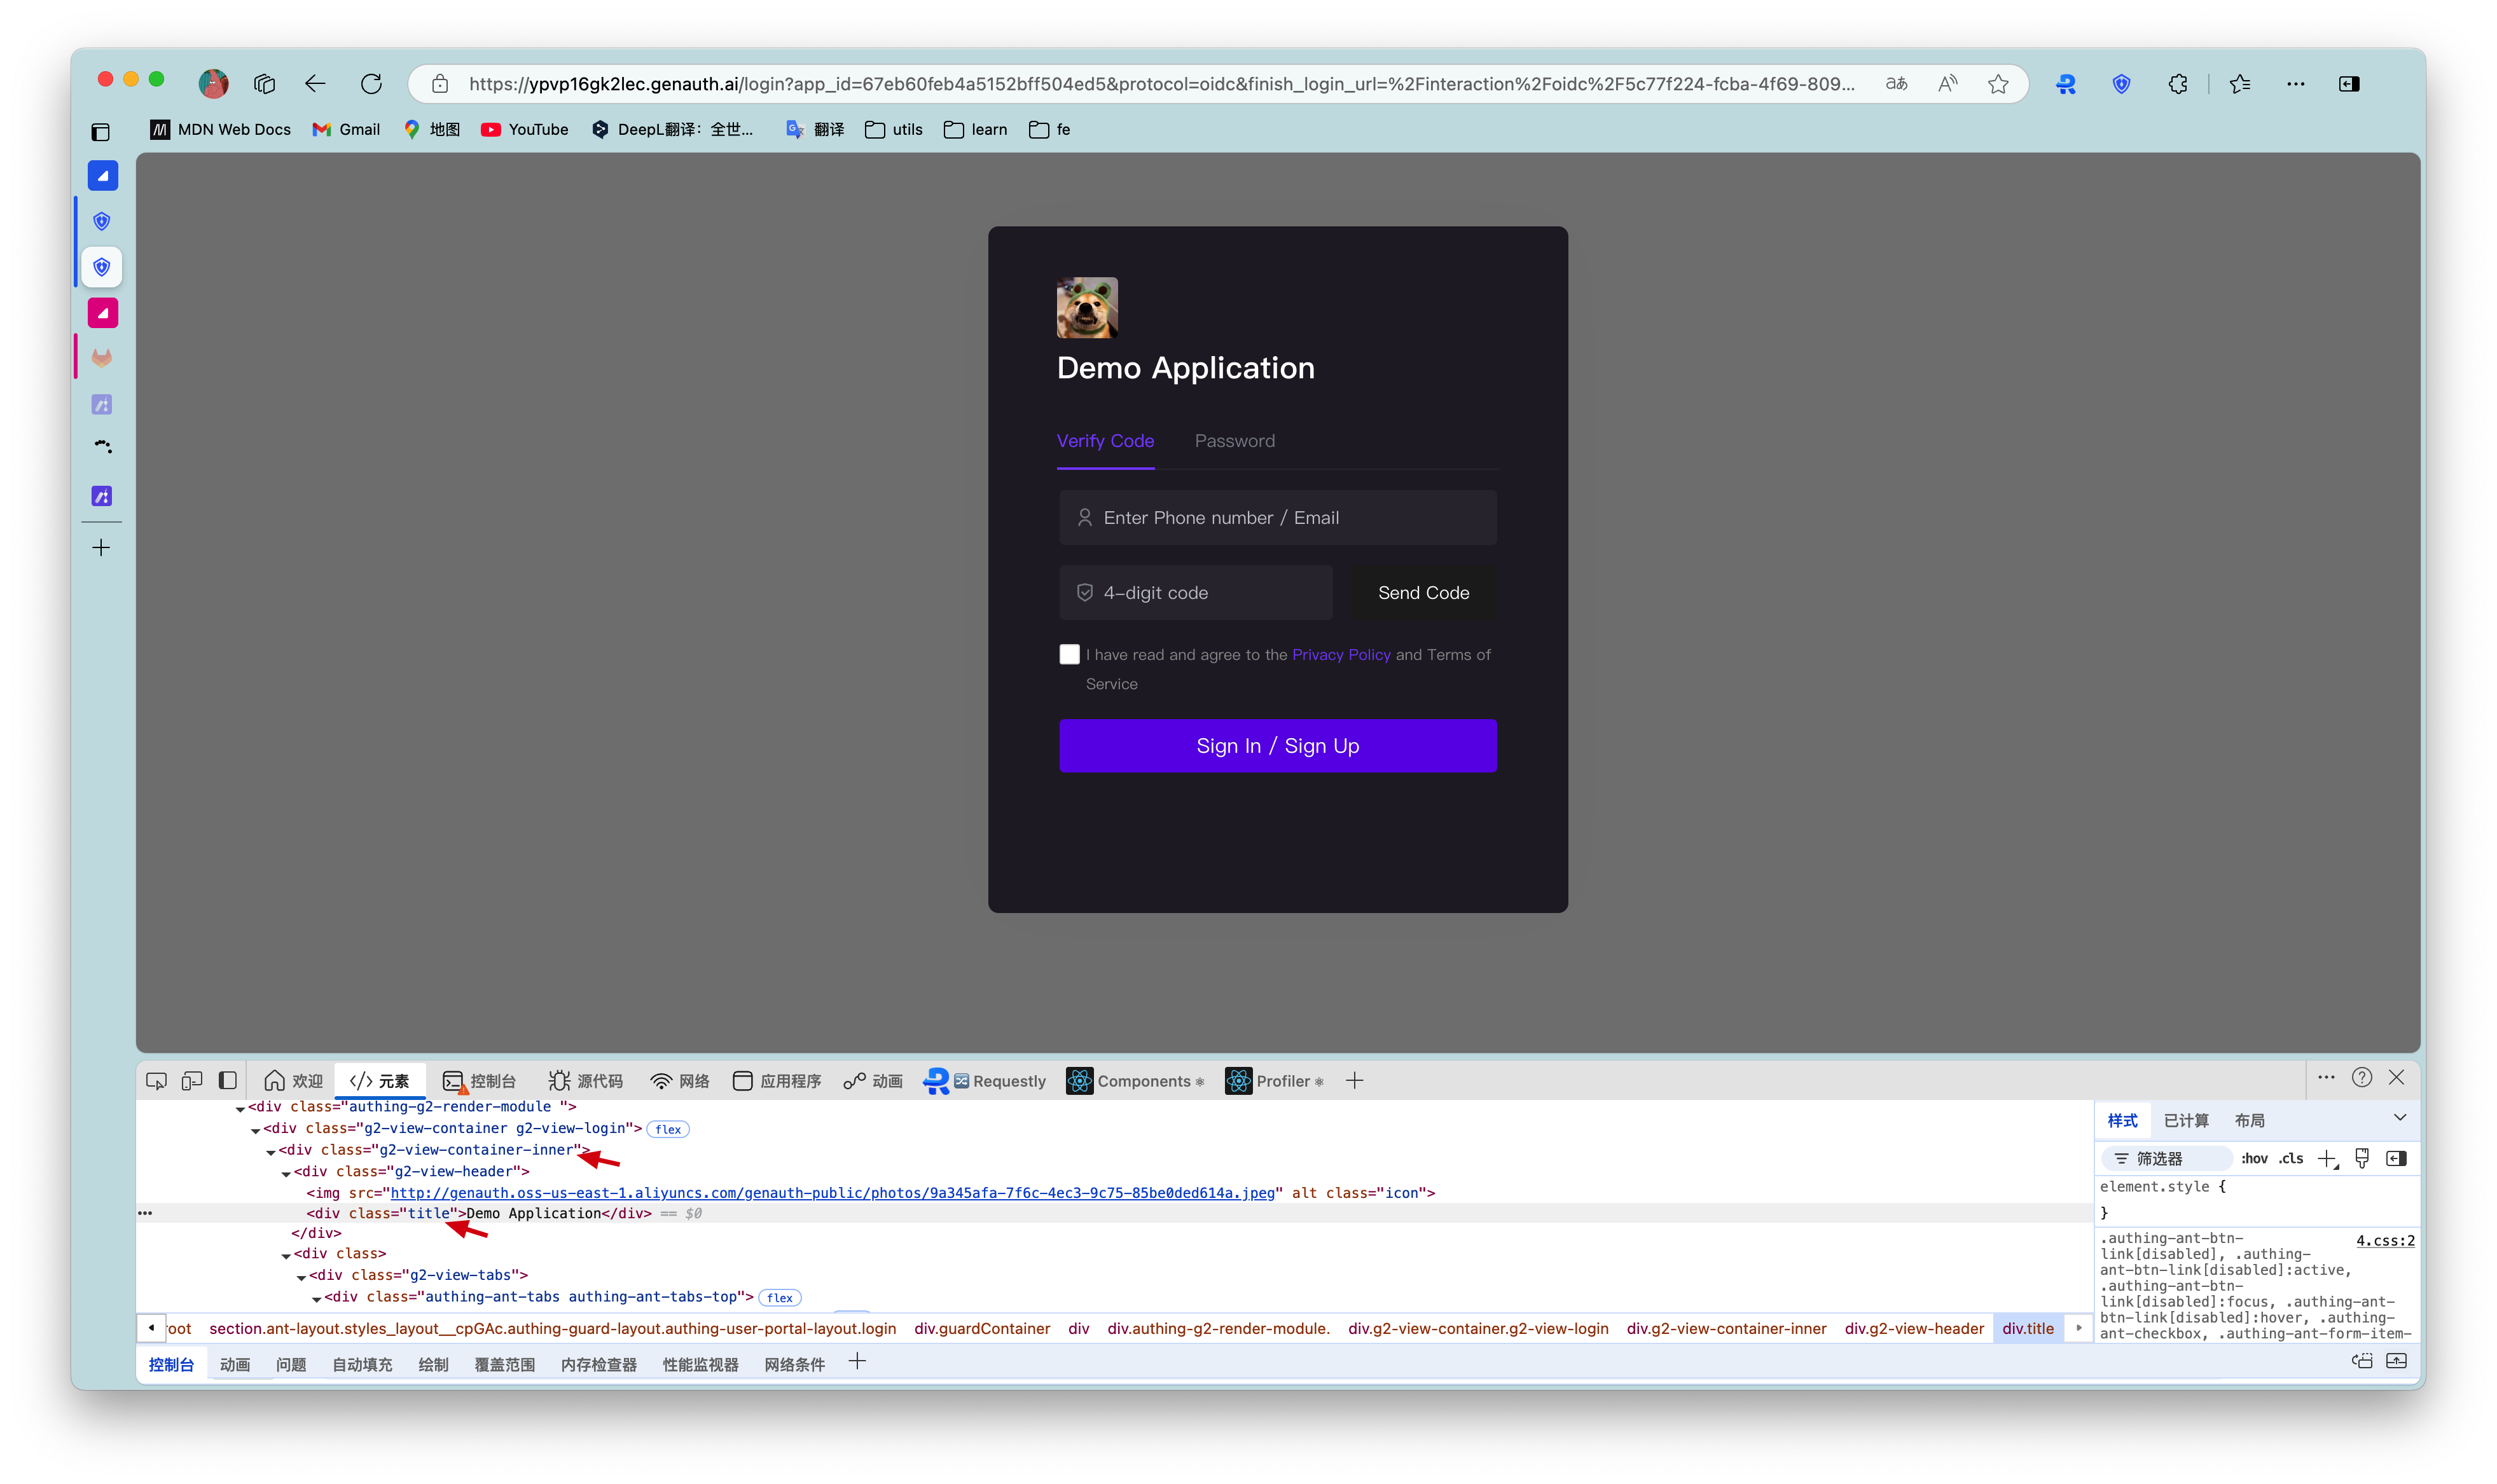 https://ypvp16gk2lec.genauth.ai/login?app_id=67eb60feb4a5152bff504ed5&protocol=oidc&finish_login_url=%2Finteraction%2Foidc%2F5c77f224-fcba-4f69-809...
MDN Web Docs Gmail 地图 YouTube DeepL翻译：全世... 翻译 utils learn fe
Demo Application
Verify Code Password
Enter Phone number / Email
4-digit code Send Code
I have read and agree to the Privacy Policy and Terms of
Service
Sign In / Sign Up
欢迎 </> 元素 控制台 源代码 网络 应用程序 动画 Requestly Components Profiler
<div class="authing-g2-render-module ">
<div class="g2-view-container g2-view-login"> flex
<div class="g2-view-container-inner">
<div class="g2-view-header">
<img src="http://genauth.oss-us-east-1.aliyuncs.com/genauth-public/photos/9a345afa-7f6c-4ec3-9c75-85be0ded614a.jpeg" alt class="icon">
<div class="title">Demo Application</div> == $0
</div>
<div class>
<div class="g2-view-tabs">
<div class="authing-ant-tabs authing-ant-tabs-top"> flex
root section.ant-layout.styles_layout__cpGAc.authing-guard-layout.authing-user-portal-layout.login div.guardContainer div div.authing-g2-render-module. div.g2-view-container.g2-view-login div.g2-view-container-inner div.g2-view-header div.title
样式 已计算 布局
筛选器 :hov .cls
element.style {
}
.authing-ant-btn- 4.css:2
link[disabled], .authing-
ant-btn-link[disabled]:active,
.authing-ant-btn-
link[disabled]:focus, .authing-ant-
btn-link[disabled]:hover, .authing-
ant-checkbox, .authing-ant-form-item-
控制台 动画 问题 自动填充 绘制 覆盖范围 内存检查器 性能监视器 网络条件